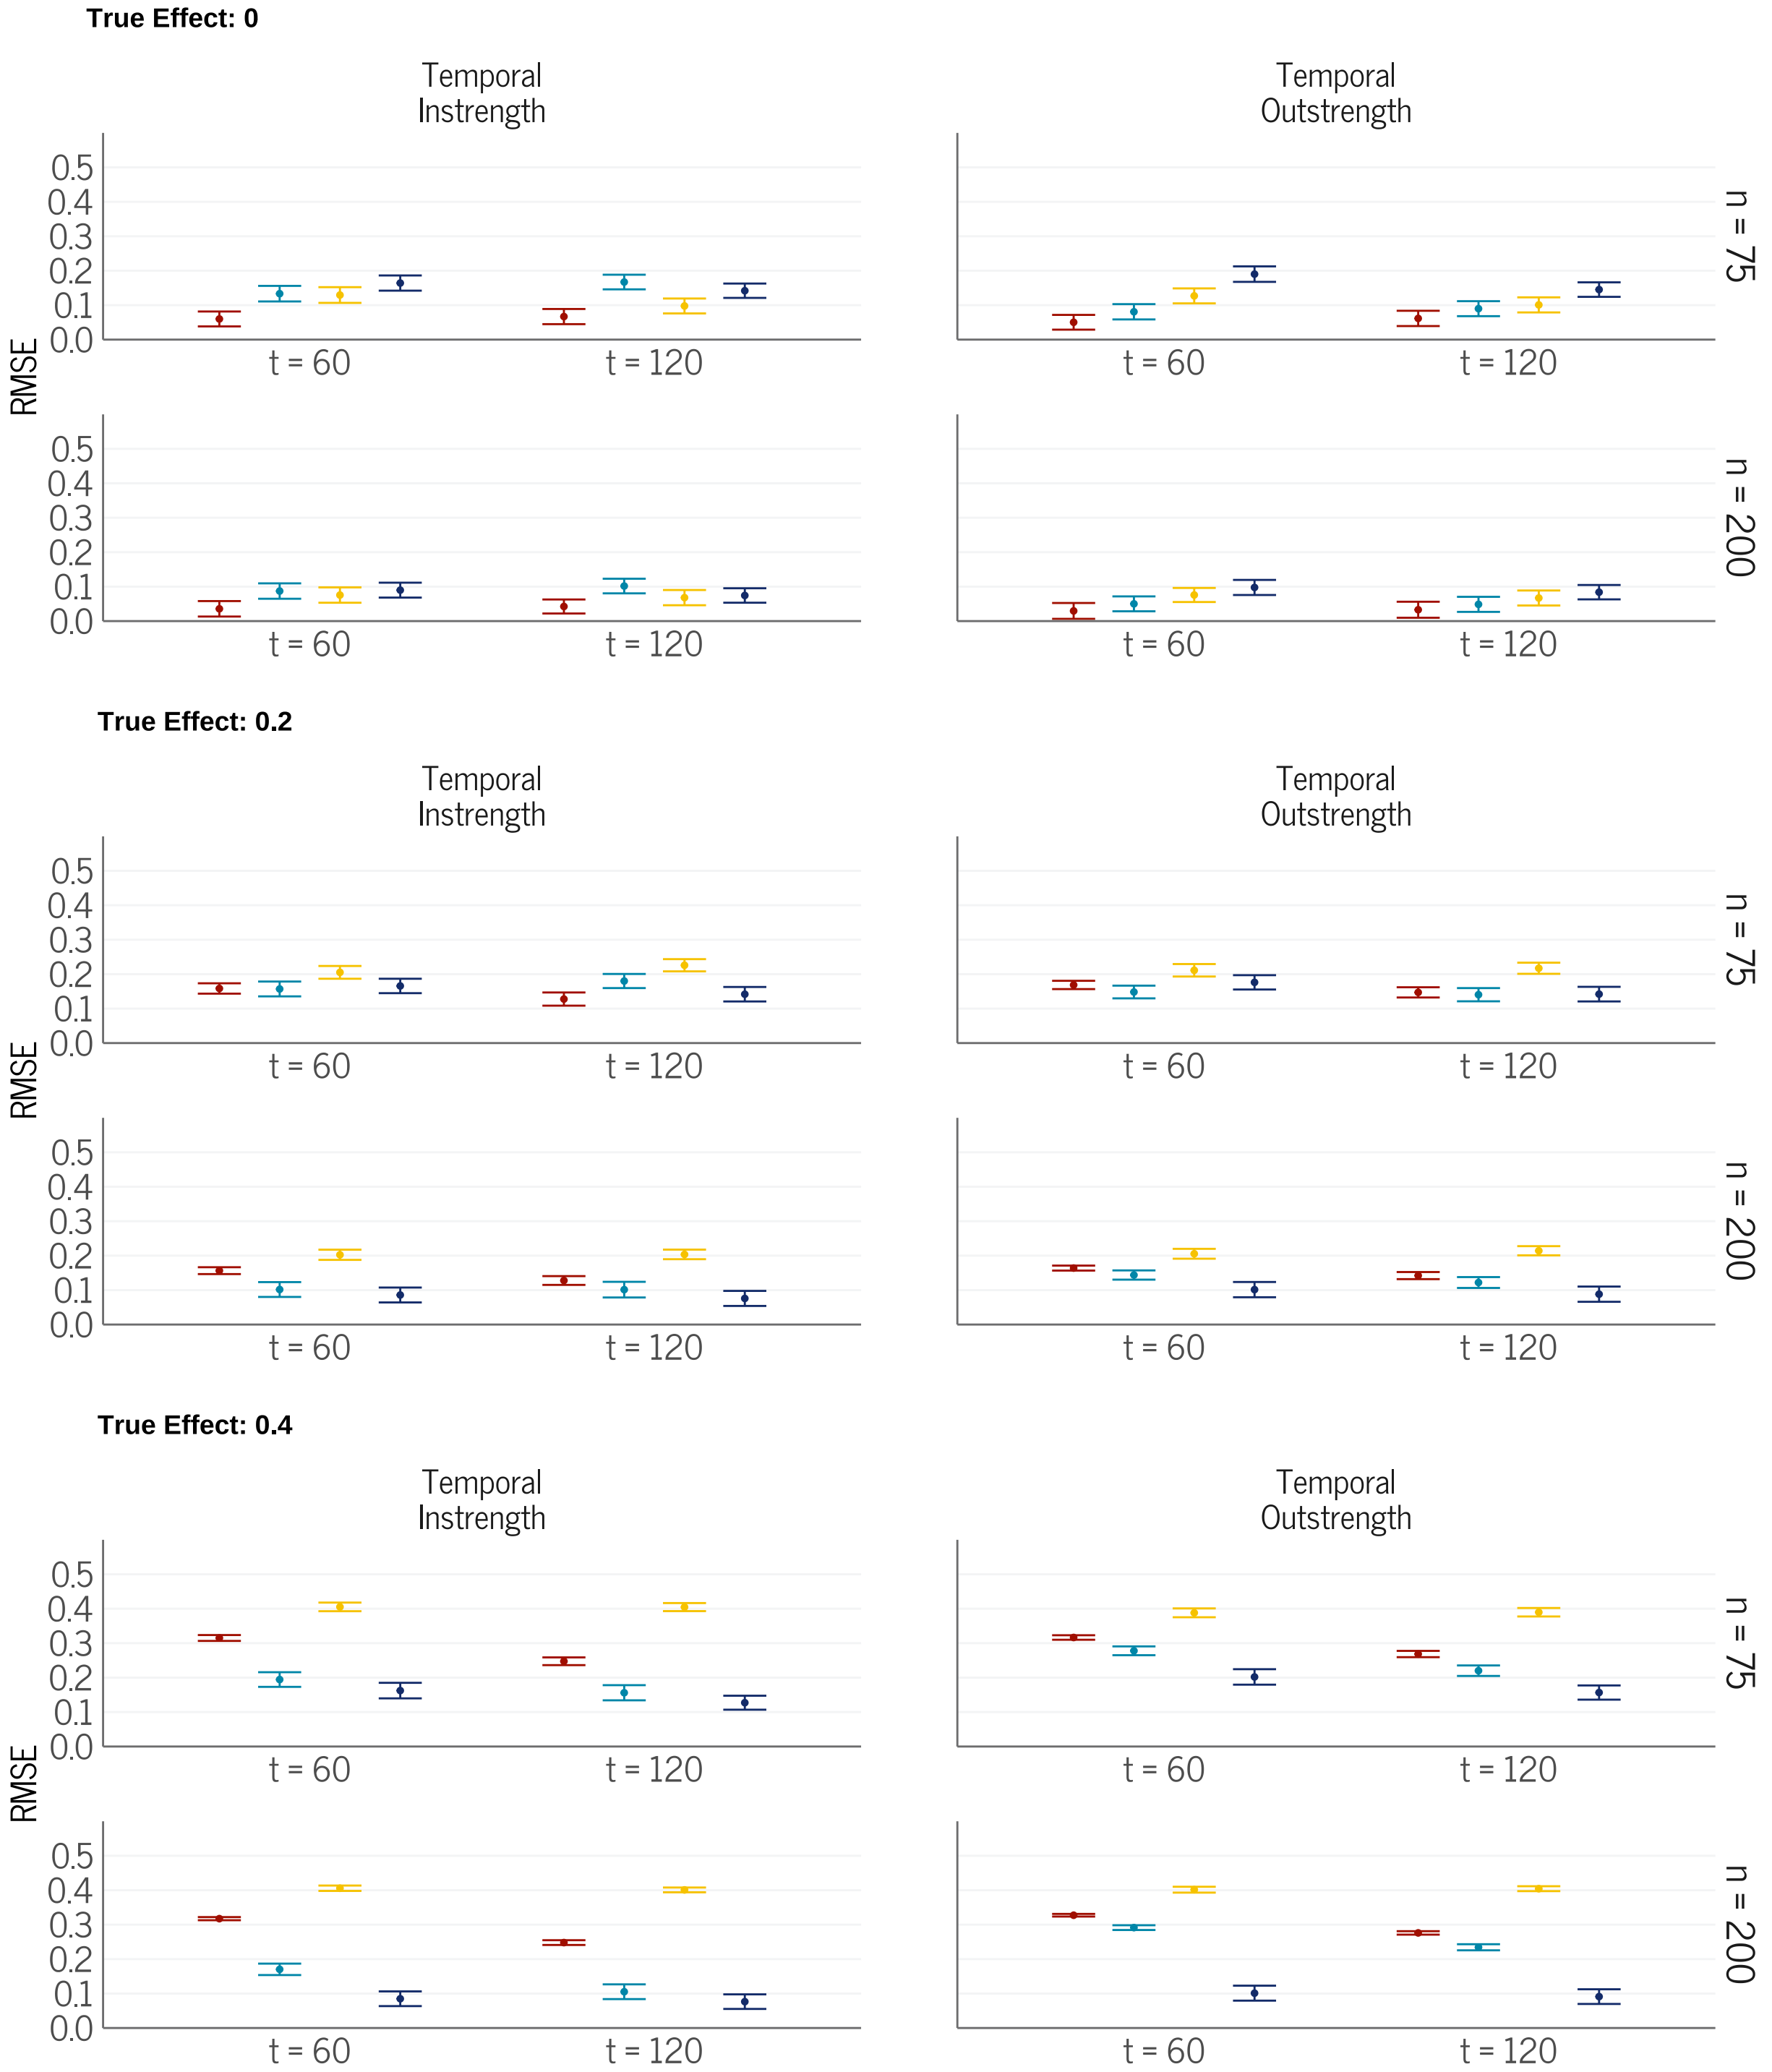 True Effect: 0
Temporal
Instrength
Temporal
Outstrength
RMSE
0.5
0.4
0.3
0.2
0.1
0.0
t = 60
t = 120
t = 60
t = 120
n = 75
0.5
0.4
0.3
0.2
0.1
0.0
t = 60
t = 120
t = 60
t = 120
n = 200
True Effect: 0.2
Temporal
Instrength
Temporal
Outstrength
RMSE
0.5
0.4
0.3
0.2
0.1
0.0
t = 60
t = 120
t = 60
t = 120
n = 75
0.5
0.4
0.3
0.2
0.1
0.0
t = 60
t = 120
t = 60
t = 120
n = 200
True Effect: 0.4
Temporal
Instrength
Temporal
Outstrength
RMSE
0.5
0.4
0.3
0.2
0.1
0.0
t = 60
t = 120
t = 60
t = 120
n = 75
0.5
0.4
0.3
0.2
0.1
0.0
t = 60
t = 120
t = 60
t = 120
n = 200